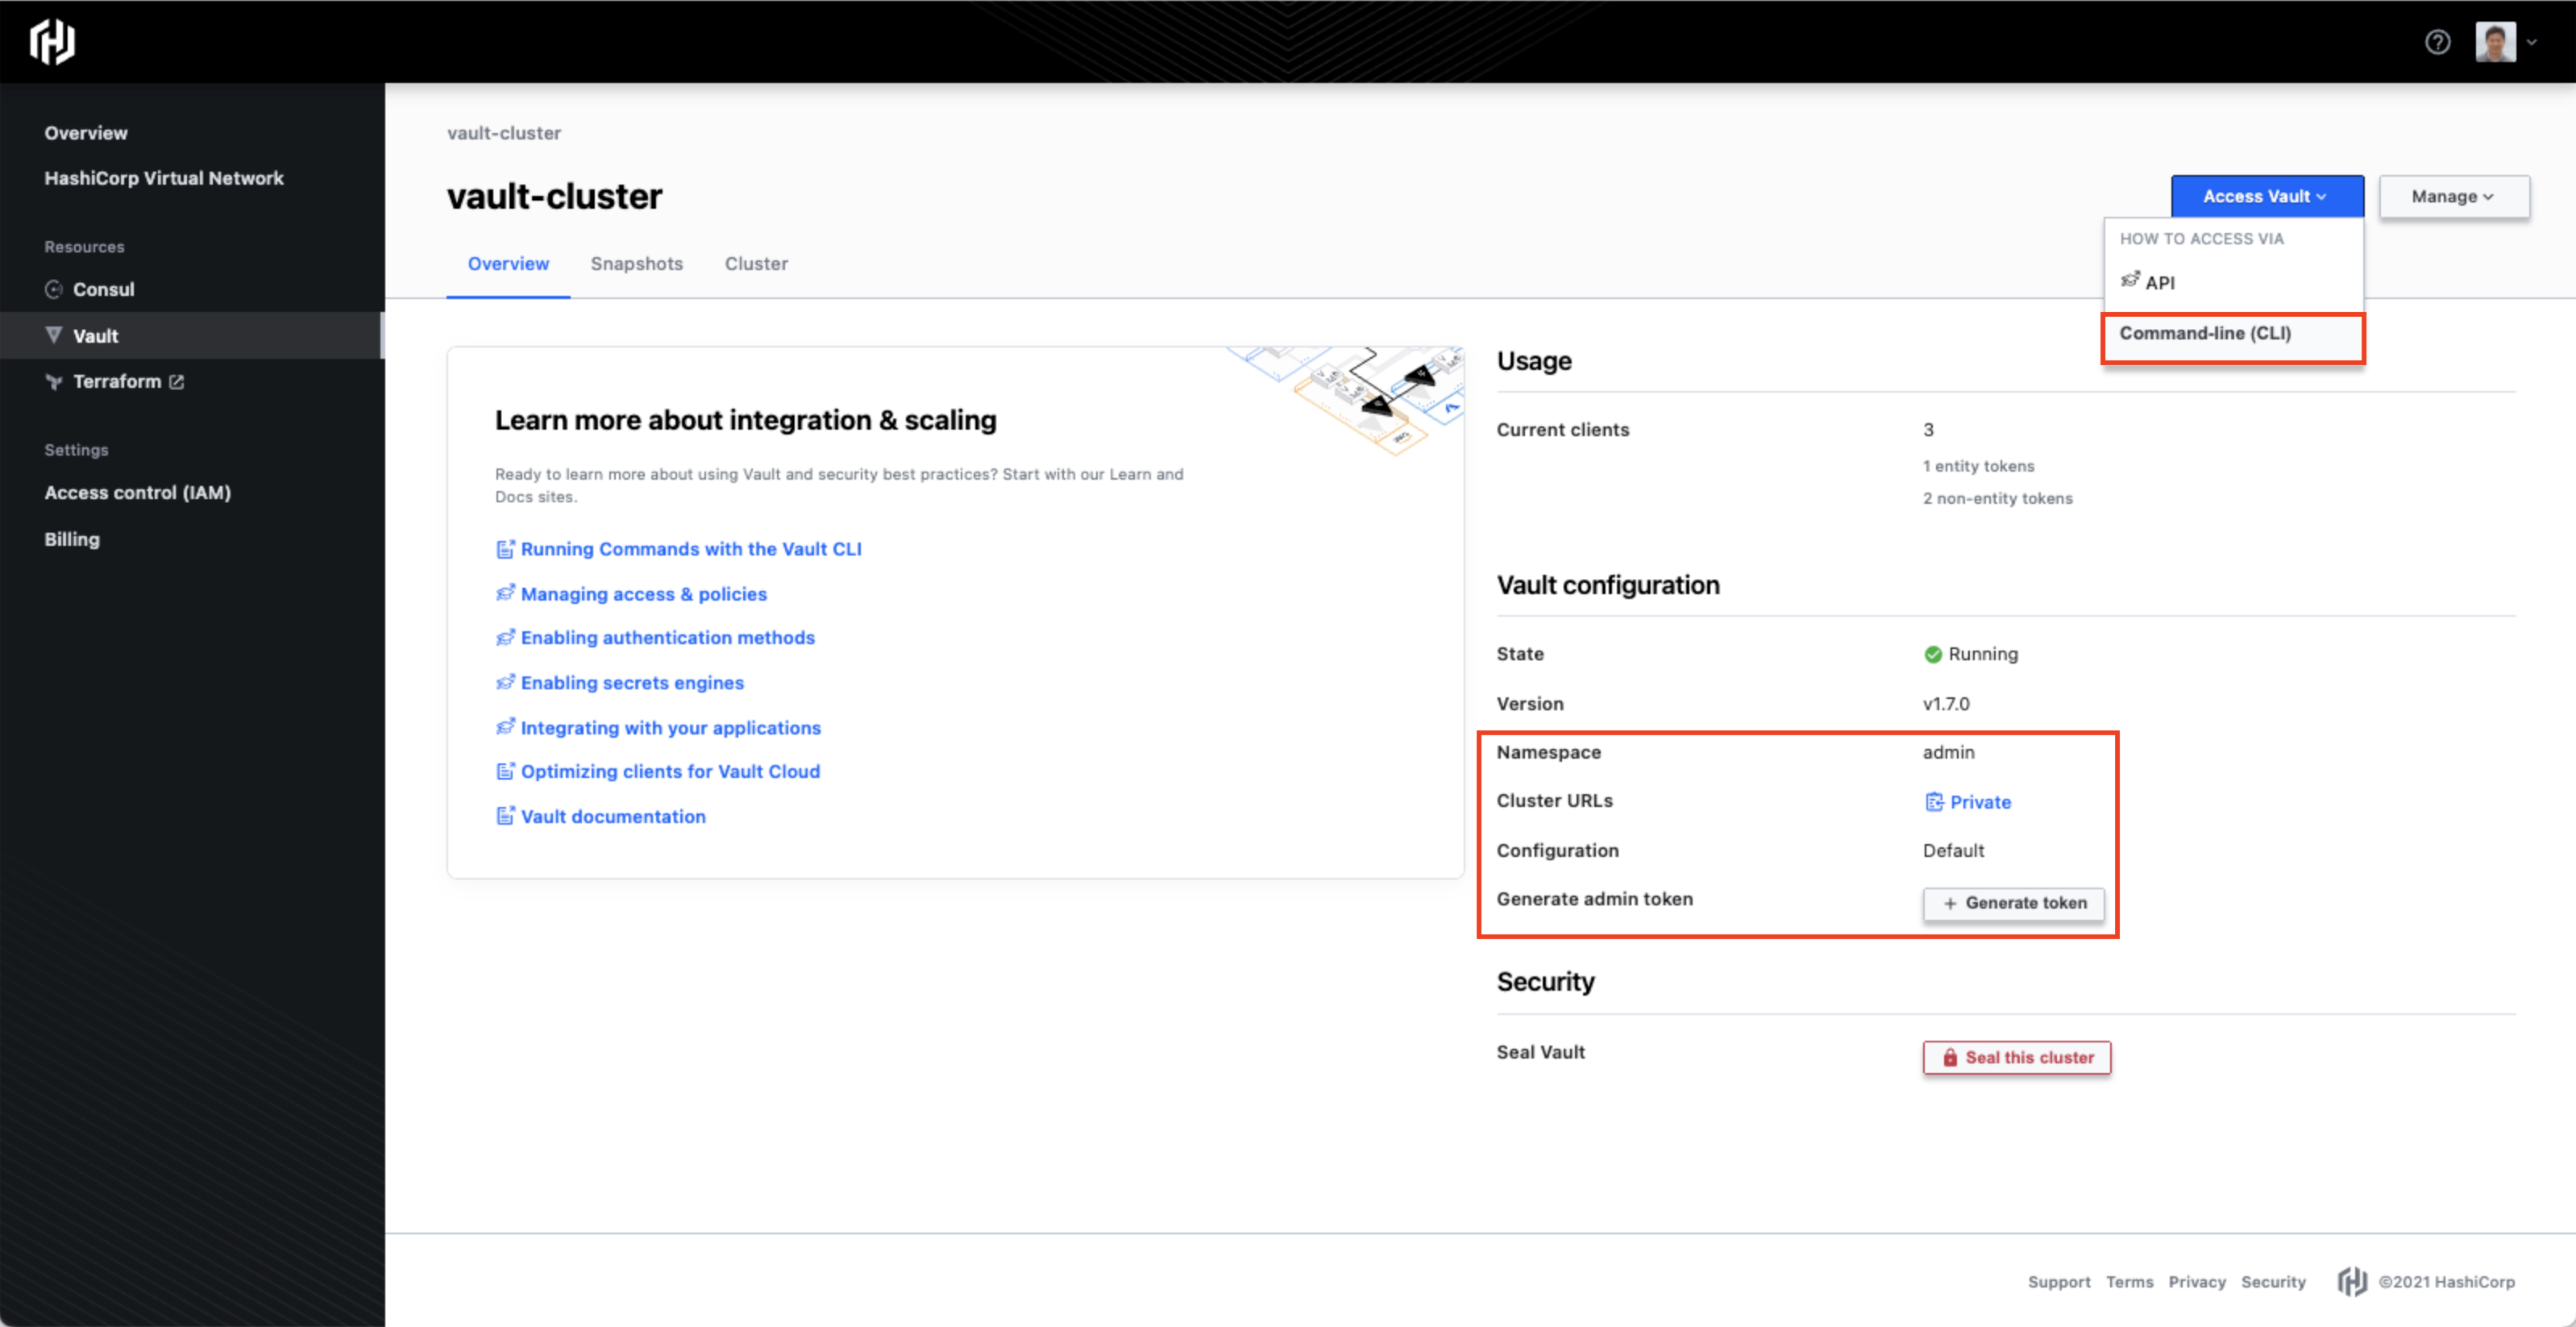 Overview
HashiCorp Virtual Network
Resources
Consul
Vault
Terraform
Settings
Access control (IAM)
Billing
vault-cluster
vault-cluster
Access Vault
Manage
HOW TO ACCESS VIA
API
Command-line (CLI)
Overview Snapshots Cluster
Learn more about integration & scaling
Ready to learn more about using Vault and security best practices? Start with our Learn and
Docs sites.
Running Commands with the Vault CLI
Managing access & policies
Enabling authentication methods
Enabling secrets engines
Integrating with your applications
Optimizing clients for Vault Cloud
Vault documentation
Usage
Current clients 3
1 entity tokens
2 non-entity tokens
Vault configuration
State Running
Version v1.7.0
Namespace admin
Cluster URLs Private
Configuration Default
Generate admin token + Generate token
Security
Seal Vault Seal this cluster
Support Terms Privacy Security ©2021 HashiCorp